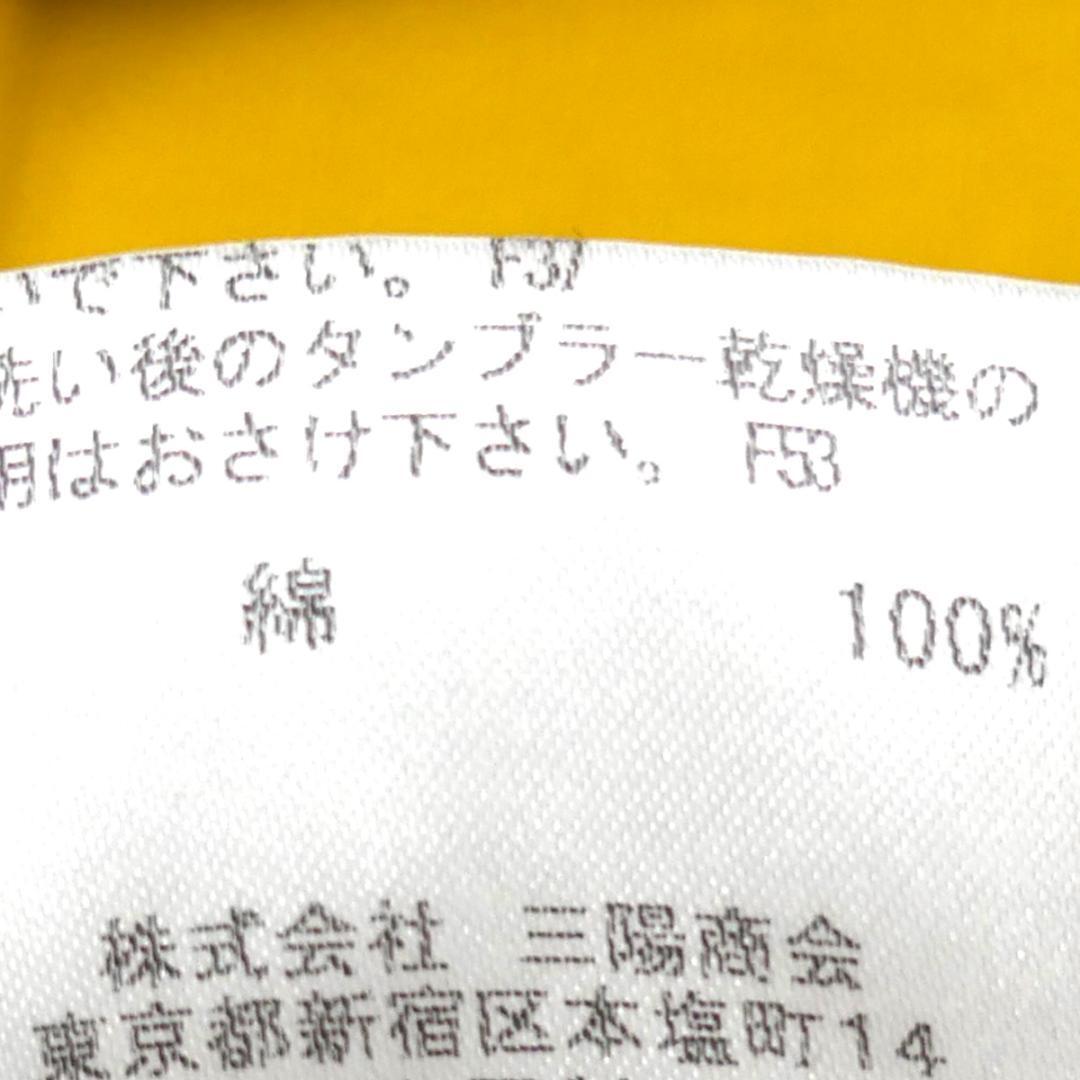 いで下さい。 F37
洗い後のタンブラー乾燥機の
用はおさけ下さい。 F53
綿 100%
株式会社 三陽商会
東京都新宿区本塩町14